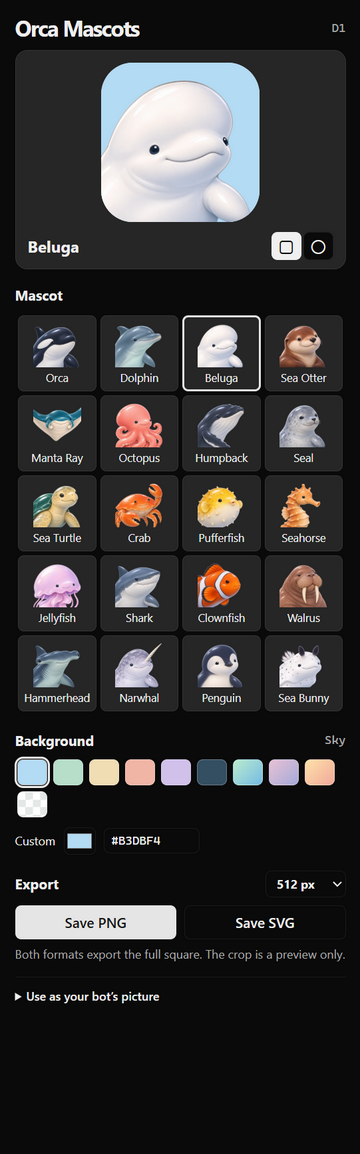 Orca Mascots D1
Beluga
Mascot
Orca Dolphin Beluga Sea Otter
Manta Ray Octopus Humpback Seal
Sea Turtle Crab Pufferfish Seahorse
Jellyfish Shark Clownfish Walrus
Hammerhead Narwhal Penguin Sea Bunny
Background Sky
Custom #B3DBF4
Export 512 px
Save PNG Save SVG
Both formats export the full square. The crop is a preview only.
Use as your bot’s picture